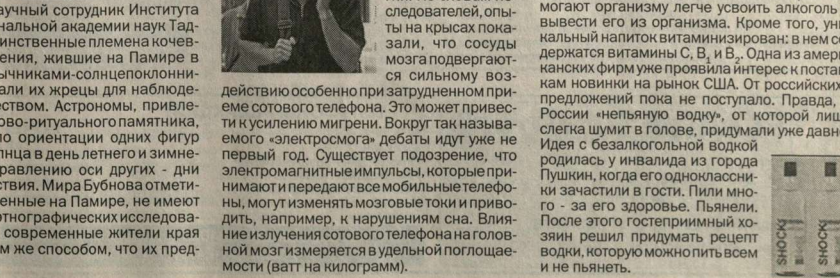 аучный сотрудник Института
нальной академии наук Тад-
инственные племена кочев-
ения, жившие на Памире в
ычниками-солнцепоклонни-
али их жрецы для наблюде-
еством. Астрономы, привле-
ово-ритуального памятника,
по ориентации одних фигур
лнца в день летнего и зимне-
правлению оси других - дни
ствия. Мира Бубнова отмети-
енные на Памире, не имеют
этнографических исследова-
современные жители края
м же способом, что их пред-
следователей, опы-
ты на крысах пока-
зали, что сосуды
мозга подвергают-
ся сильному воз-
действию особенно при затрудненном при-
еме сотового телефона. Это может привес-
ти к усилению мигрени. Вокруг так называ-
емого «электросмога» дебаты идут уже не
первый год. Существует подозрение, что
электромагнитные импульсы, которые при-
нимают и передают все мобильные телефо-
ны, могут изменять мозговые токи и приво-
дить, например, к нарушениям сна. Влия-
ние излучения сотового телефона на голов-
ной мозг измеряется в удельной поглощае-
мости (ватт на килограмм).
могают организму легче усвоить алкоголь
вывести его из организма. Кроме того, уни-
кальный напиток витаминизирован: в нем со-
держатся витамины С, B₁ и B₂. Одна из амери-
канских фирм уже проявила интерес к постав-
кам новинки на рынок США. От российских
предложений пока не поступало. Правда,
России «непьяную водку», от которой лиш
слегка шумит в голове, придумали уже давн
Идея с безалкогольной водкой
родилась у инвалида из города
Пушкин, когда его одноклассни-
ки зачастили в гости. Пили мно-
го - за его здоровье. Пьянели.
После этого гостеприимный хо-
зяин решил придумать рецепт
водки, которую можно пить всем
и не пьянеть.
SHOCK
SHOCK